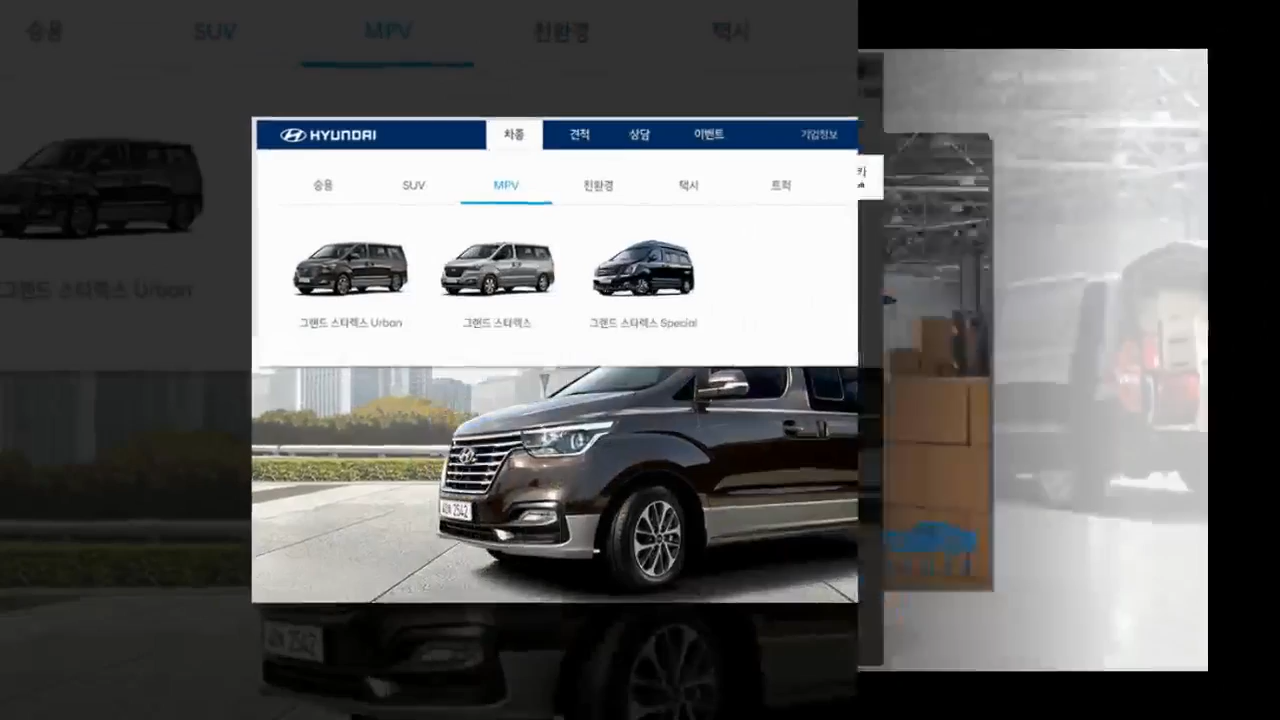 승용 SUV MPV 친환경 택시
HYUNDAI 차종 견적 상담 이벤트 기업정보
카
승용 SUV MPV 친환경 택시 트럭
그랜드 스타렉스 Urban
그랜드 스타렉스 Urban 그랜드 스타렉스 그랜드 스타렉스 Special
2542
2542